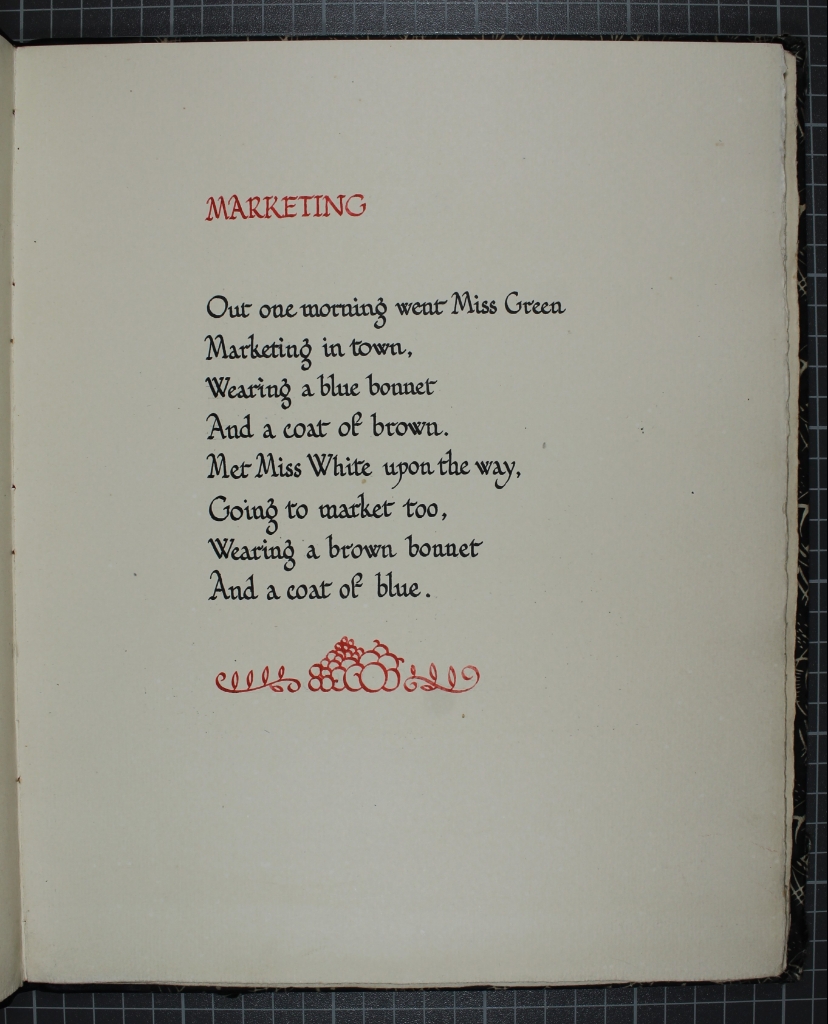 MARKETING
Out one morning went Miss Green
Marketing in town,
Wearing a blue bonnet
And a coat of brown.
Met Miss White upon the way,
Going to market too,
Wearing a brown bonnet
And a coat of blue.